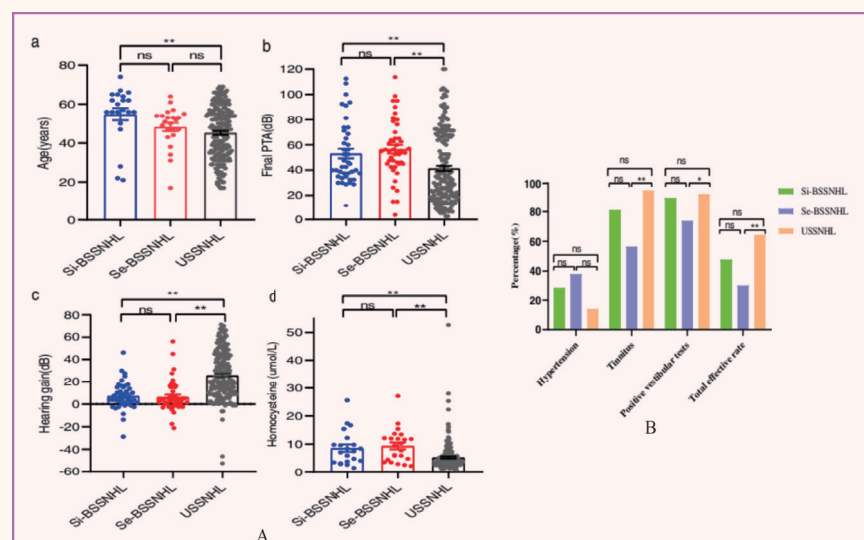 a
**
ns
ns
Age(years)
80
60
40
20
0
Si-BSSNHL
Se-BSSNHL
USSNHL
b
**
ns
**
Final PTA(dB)
120
100
80
60
40
20
0
Si-BSSNHL
Se-BSSNHL
USSNHL
c
**
ns
**
Hearing gain(dB)
80
60
40
20
0
-20
-40
-60
Si-BSSNHL
Se-BSSNHL
USSNHL
d
**
ns
**
Homocysteine (umol/L)
50
40
30
20
10
0
Si-BSSNHL
Se-BSSNHL
USSNHL
A
Percentage(%)
100
80
60
40
20
0
ns
ns
ns
ns
ns
**
ns
ns
*
ns
ns
**
Hypertension
Tinnitus
Positive vestibular tests
Total effective rate
Si-BSSNHL
Se-BSSNHL
USSNHL
B